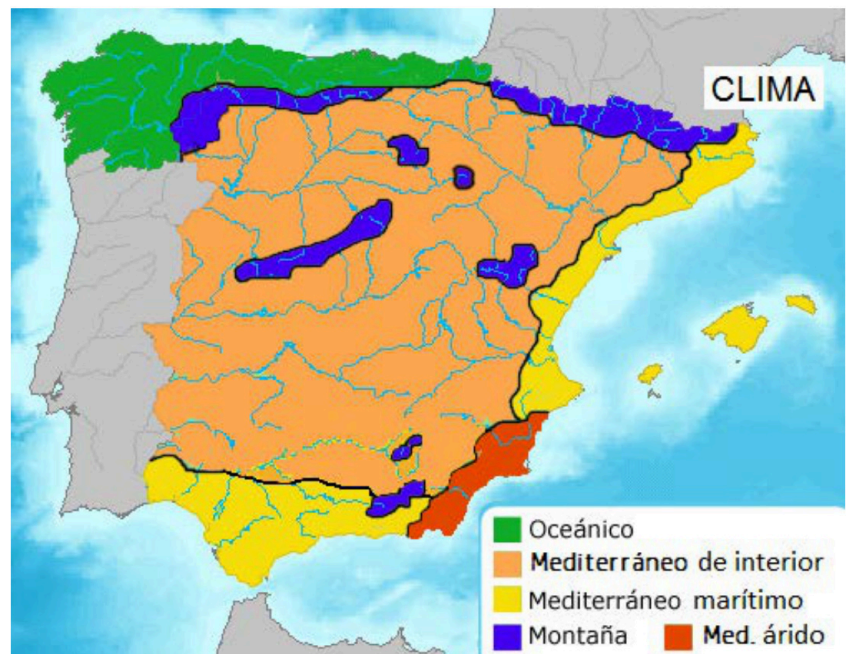 CLIMA
Oceánico
Mediterráneo de interior
Mediterráneo marítimo
Montaña Med. árido